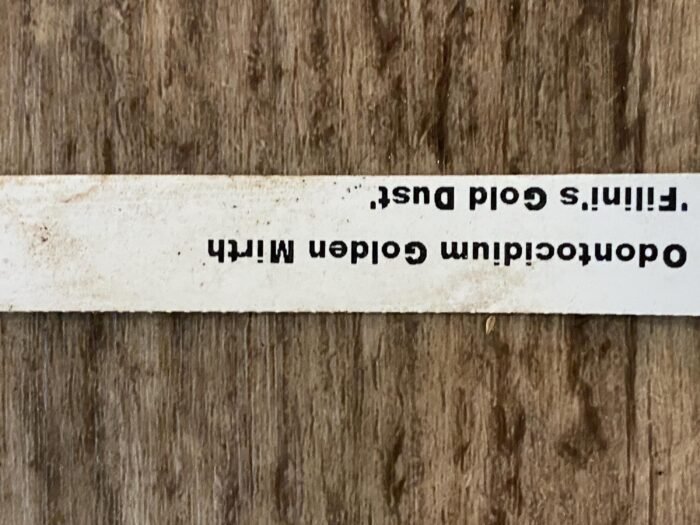 Odontocidium Golden Mirth
'Filini's Gold Dust'